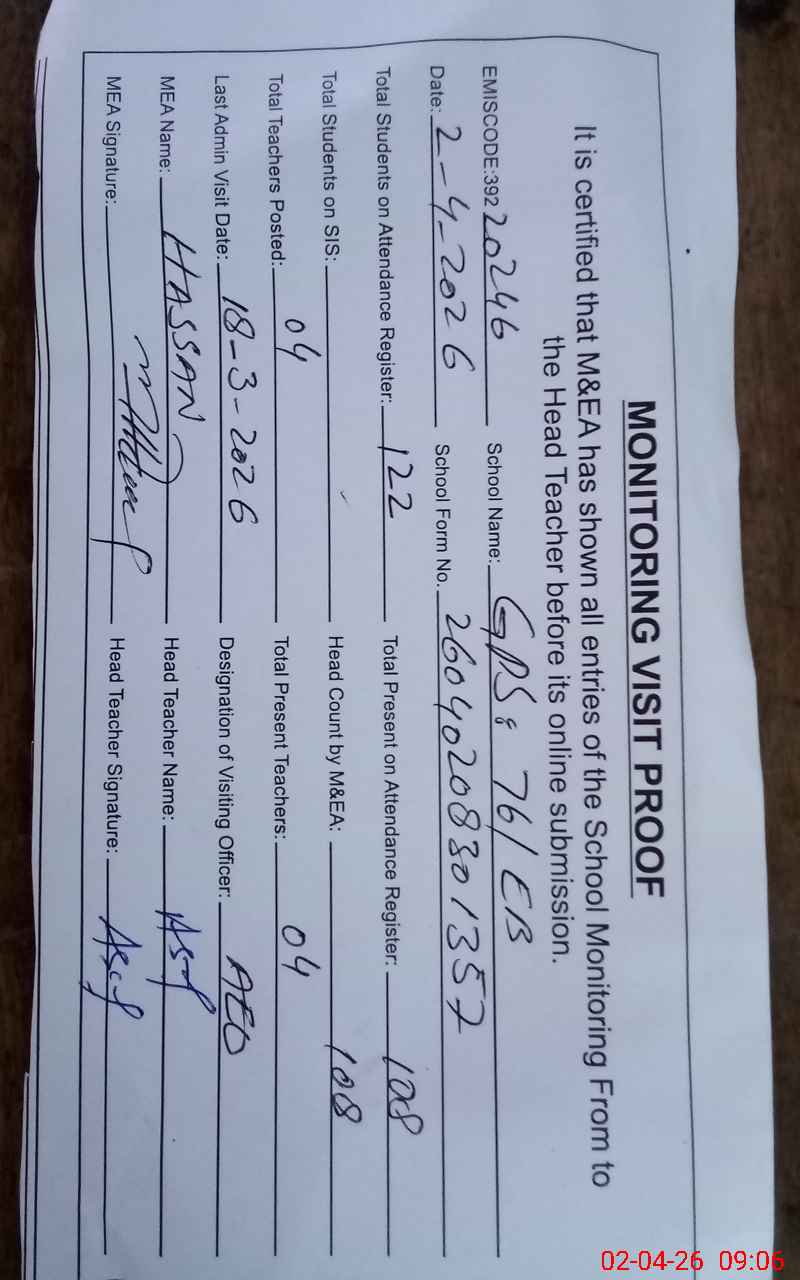 MONITORING VISIT PROOF
It is certified that M&EA has shown all entries of the School Monitoring From to
the Head Teacher before its online submission.
EMISCODE:392 20246 School Name: GPS: 76/EB
Date: 2-4-2026 School Form No. 26040208301357
Total Students on Attendance Register: 122 Total Present on Attendance Register: 108
Total Students on SIS: Head Count by M&EA: 108
Total Teachers Posted: 04 Total Present Teachers: 04
Last Admin Visit Date: 18-3-2026 Designation of Visiting Officer: AEO
MEA Name: HASSAN Head Teacher Name:
MEA Signature: Head Teacher Signature:
02-04-26 09:06